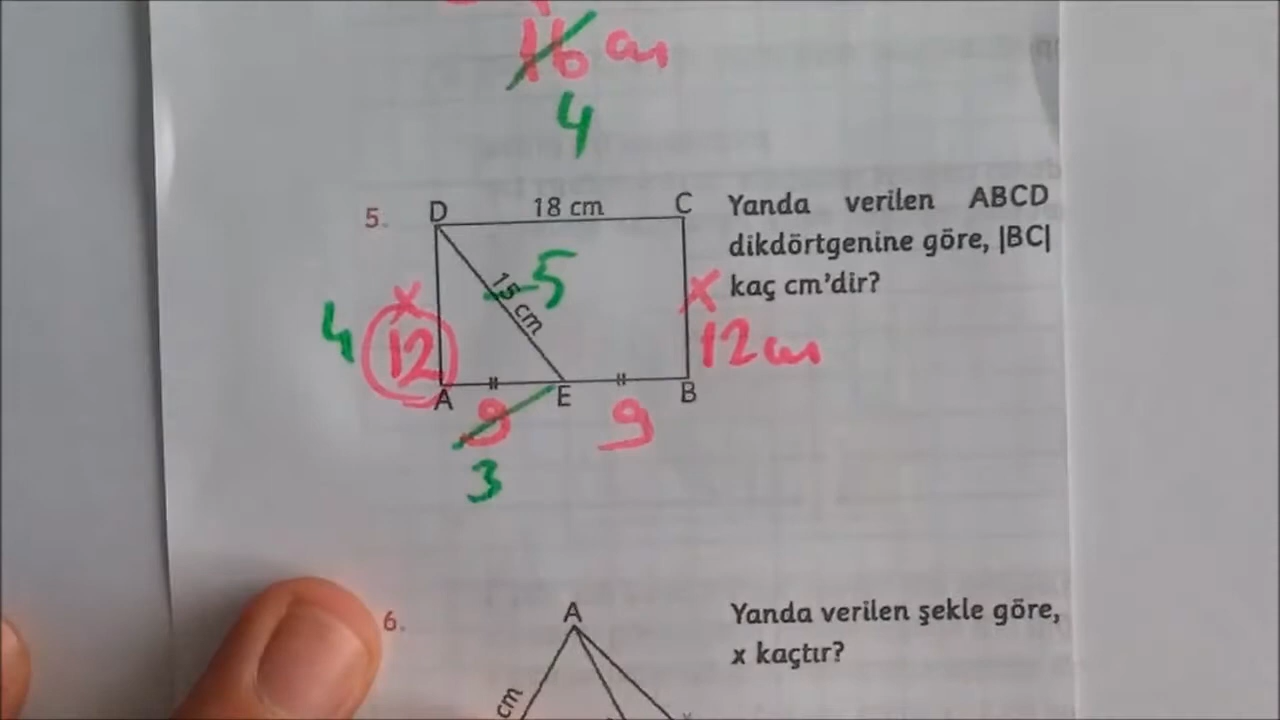 16 cm
4
5.
D
18 cm
C
Yanda verilen ABCD
dikdörtgenine göre, |BC|
kaç cm'dir?
15 cm
5
x
x
4
12
12 cm
A
E
B
9
9
3
6.
A
Yanda verilen şekle göre,
x kaçtır?
cm